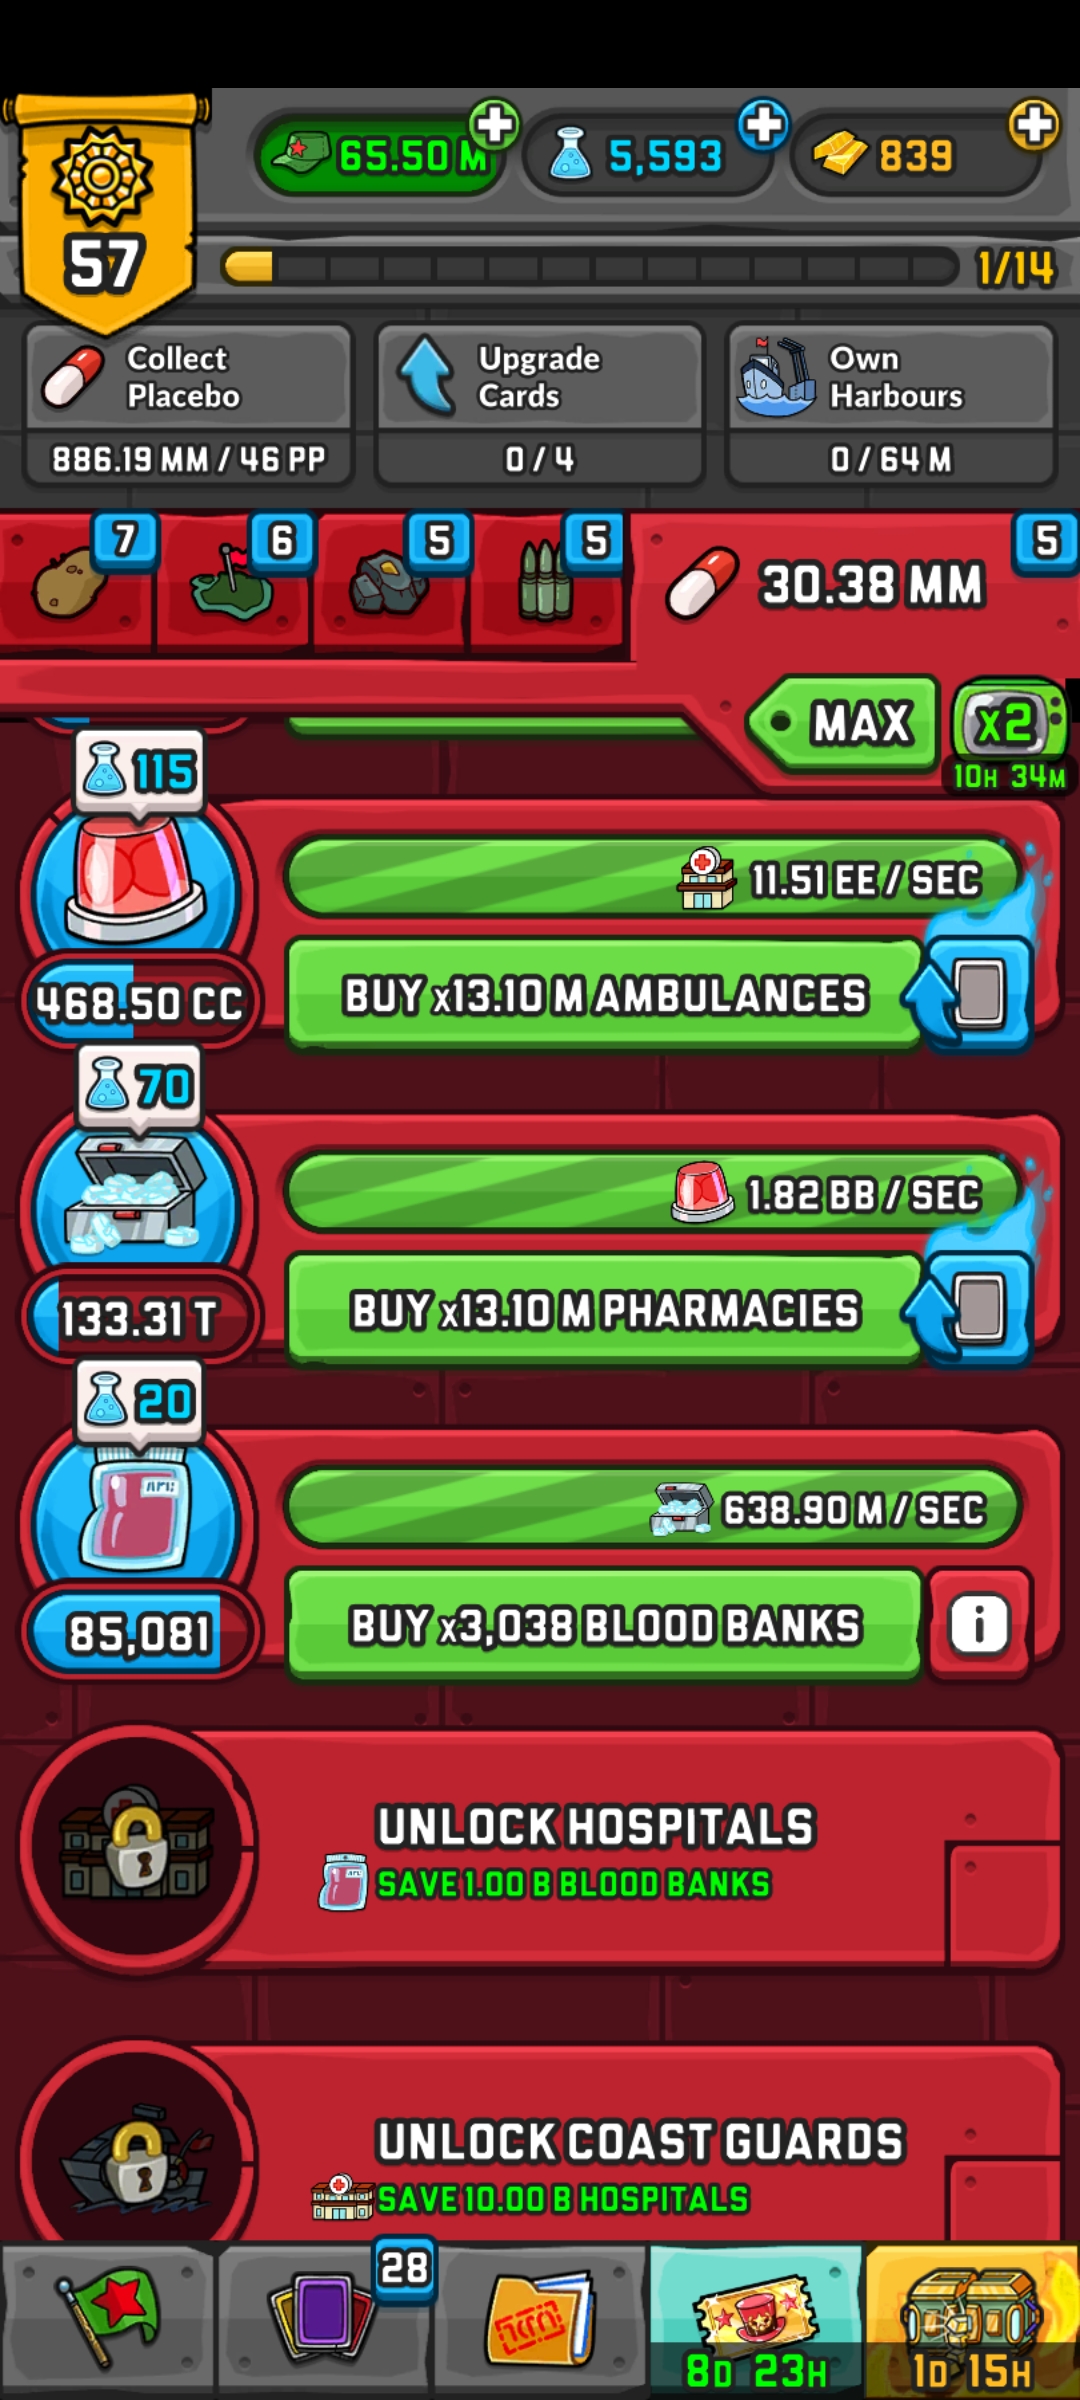 65.50 M
5,593
839
57
1/14
Collect
Placebo
886.19 MM / 46 PP
Upgrade
Cards
0 / 4
Own
Harbours
0 / 64 M
7
6
5
5
30.38 MM
5
MAX
x2
10H 34M
115
11.51 EE / SEC
468.50 CC
BUY x13.10 M AMBULANCES
70
1.82 BB / SEC
133.31 T
BUY x13.10 M PHARMACIES
20
638.90 M / SEC
85,081
BUY x3,038 BLOOD BANKS
i
UNLOCK HOSPITALS
SAVE 1.00 B BLOOD BANKS
UNLOCK COAST GUARDS
SAVE 10.00 B HOSPITALS
28
8D 23H
1D 15H